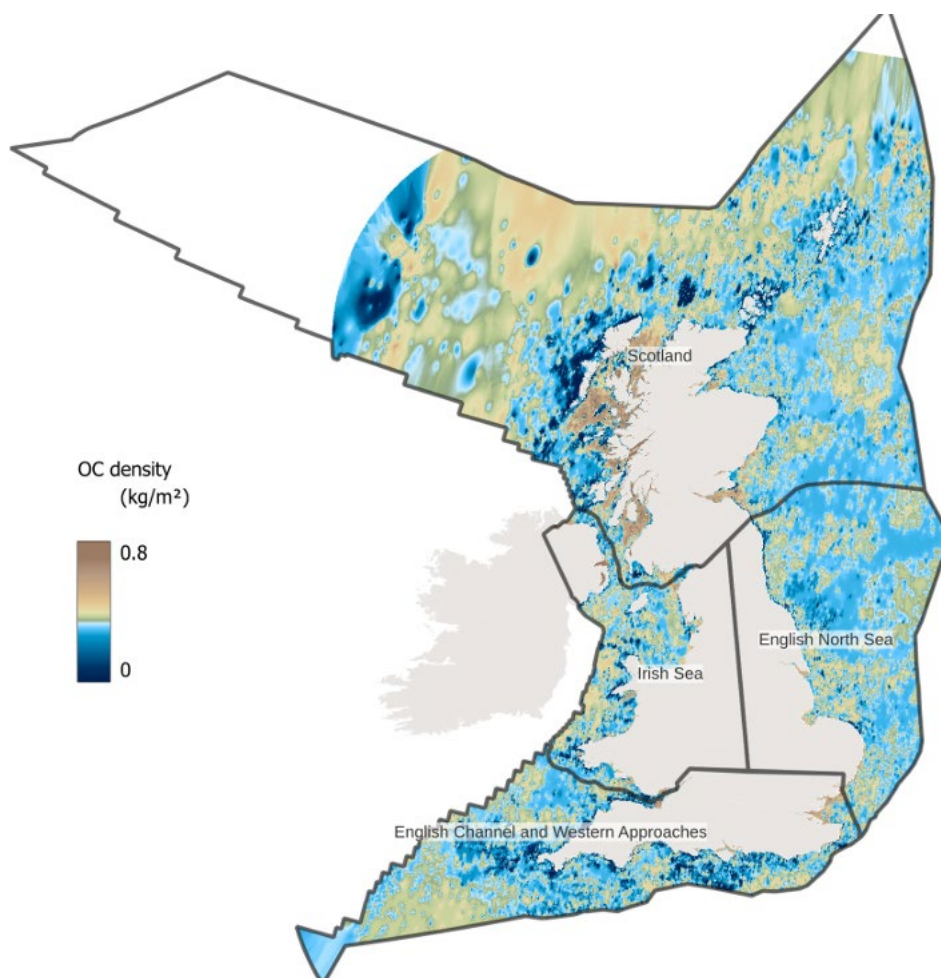 Scotland
OC density
(kg/m²)
0.8
0
English North Sea
Irish Sea
English Channel and Western Approaches